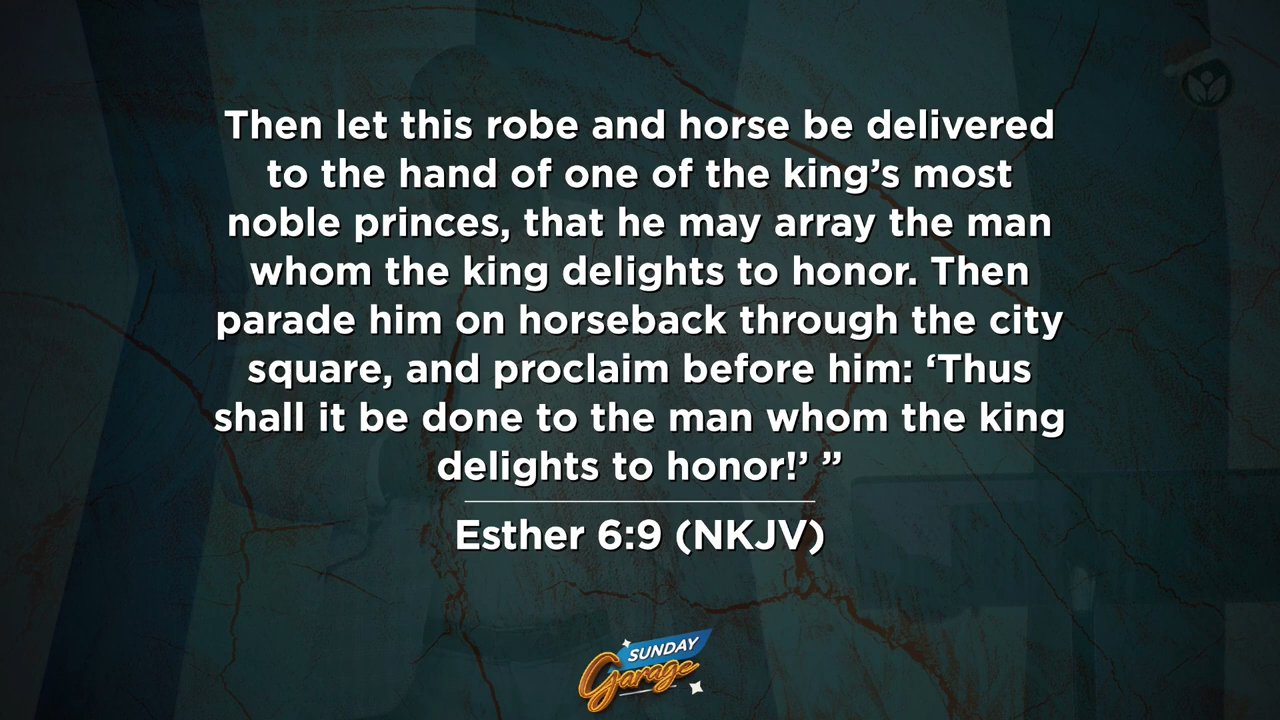 Then let this robe and horse be delivered
to the hand of one of the king’s most
noble princes, that he may array the man
whom the king delights to honor. Then
parade him on horseback through the city
square, and proclaim before him: ‘Thus
shall it be done to the man whom the king
delights to honor!’ ”
Esther 6:9 (NKJV)
SUNDAY
Garage